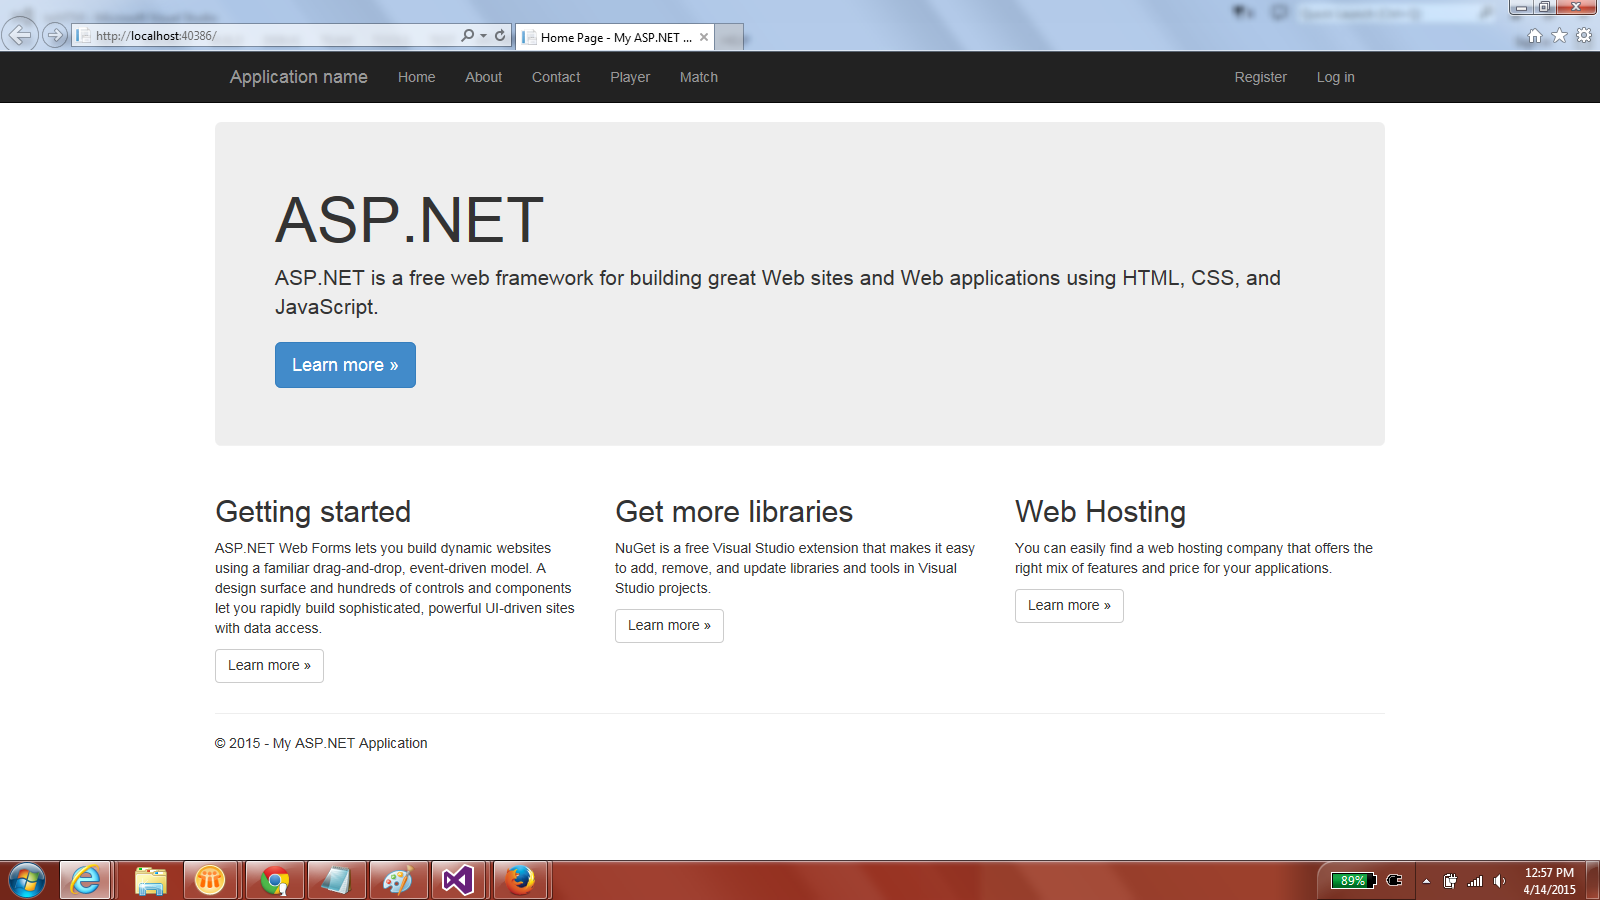 http://localhost:40386/
Home Page - My ASP.NET ...
Application name
Home
About
Contact
Player
Match
Register
Log in
ASP.NET
ASP.NET is a free web framework for building great Web sites and Web applications using HTML, CSS, and
JavaScript.
Learn more »
Getting started
ASP.NET Web Forms lets you build dynamic websites
using a familiar drag-and-drop, event-driven model. A
design surface and hundreds of controls and components
let you rapidly build sophisticated, powerful UI-driven sites
with data access.
Learn more »
Get more libraries
NuGet is a free Visual Studio extension that makes it easy
to add, remove, and update libraries and tools in Visual
Studio projects.
Learn more »
Web Hosting
You can easily find a web hosting company that offers the
right mix of features and price for your applications.
Learn more »
© 2015 - My ASP.NET Application
89%
12:57 PM
4/14/2015